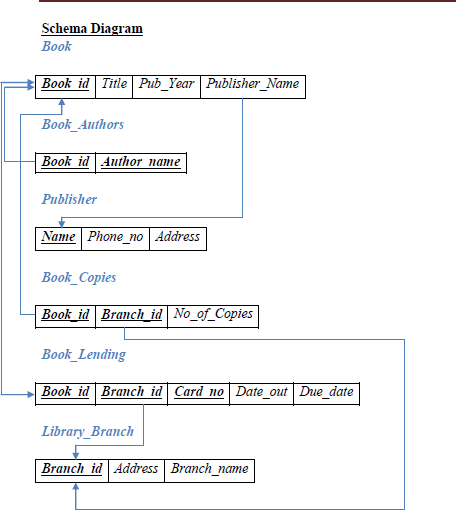 Schema Diagram
Book
Book_id Title Pub_Year Publisher_Name
Book_Authors
Book_id Author_name
Publisher
Name Phone_no Address
Book_Copies
Book_id Branch_id No_of_Copies
Book_Lending
Book_id Branch_id Card_no Date_out Due_date
Library_Branch
Branch_id Address Branch_name